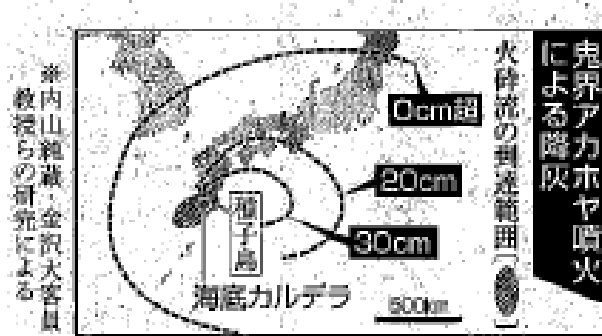 鬼界アカホヤ噴火
による降灰
火砕流の到達範囲
0cm超
20cm
30cm
種子島
海底カルデラ
500km
※内山純蔵・金沢大客員
教授らの研究による